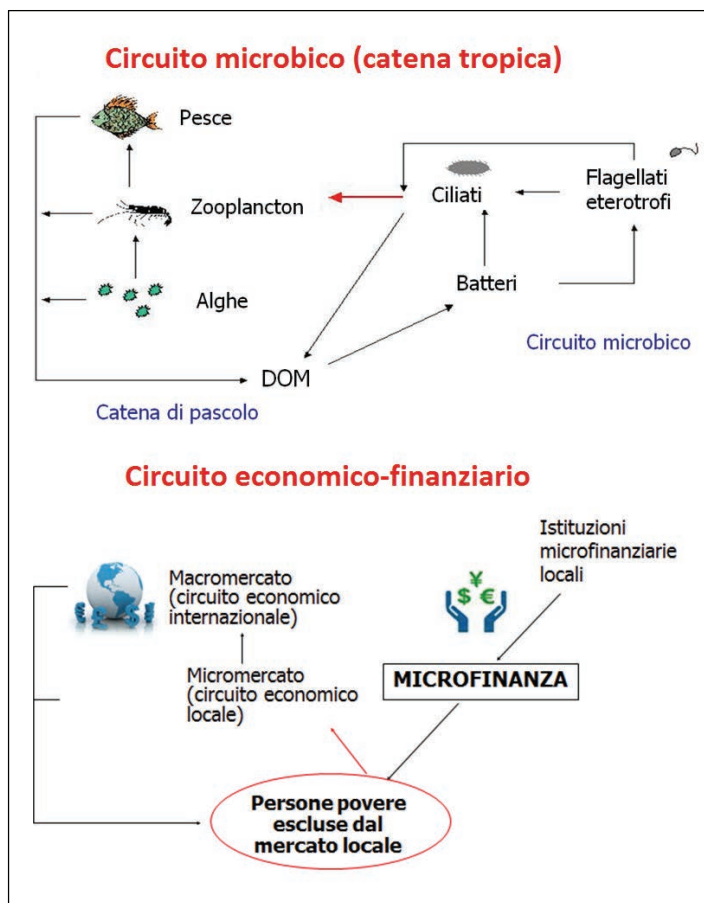 Circuito microbico (catena tropica)
Pesce
Zooplancton
Alghe
Ciliati
Flagellati
eterotrofi
Batteri
Circuito microbico
DOM
Catena di pascolo
Circuito economico-finanziario
Istituzioni
microfinanziarie
locali
Macromercato
(circuito economico
internazionale)
¥
$ €
Micromercato
(circuito economico
locale)
MICROFINANZA
Persone povere
escluse dal
mercato locale